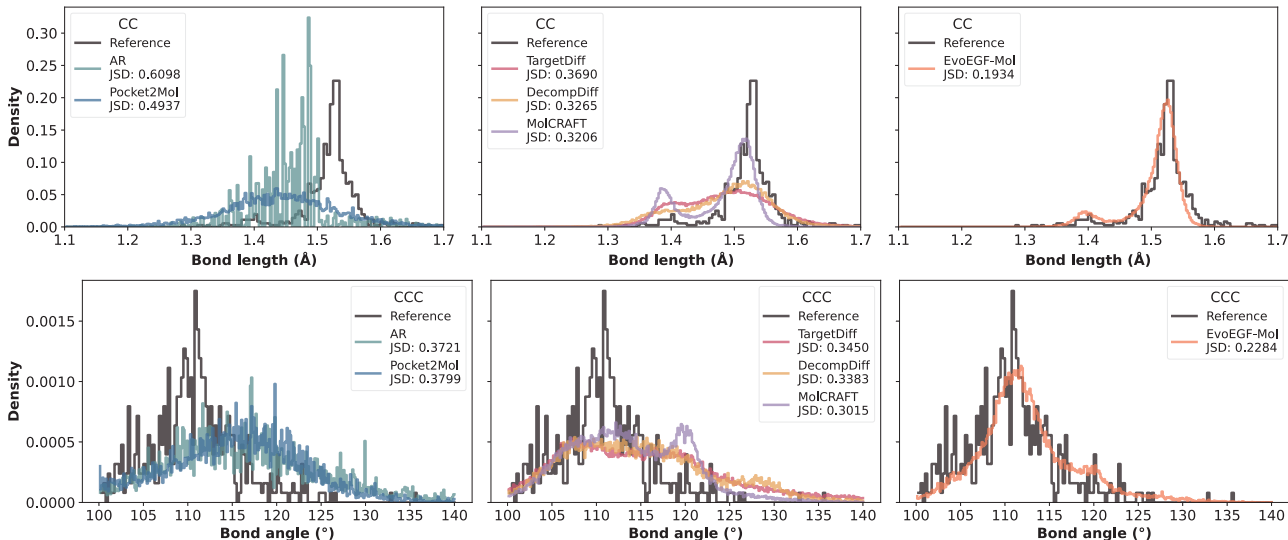 CC
Reference
AR
JSD: 0.6098
Pocket2Mol
JSD: 0.4937
0.30
0.25
0.20
0.15
0.10
0.05
0.00
Density
1.1 1.2 1.3 1.4 1.5 1.6 1.7
Bond length (Å)
CC
Reference
TargetDiff
JSD: 0.3690
DecompDiff
JSD: 0.3265
MolCRAFT
JSD: 0.3206
1.1 1.2 1.3 1.4 1.5 1.6 1.7
Bond length (Å)
CC
Reference
EvoEGF-Mol
JSD: 0.1934
1.1 1.2 1.3 1.4 1.5 1.6 1.7
Bond length (Å)
CCC
Reference
AR
JSD: 0.3721
Pocket2Mol
JSD: 0.3799
0.0015
0.0010
0.0005
0.0000
Density
100 105 110 115 120 125 130 135 140
Bond angle (°)
CCC
Reference
TargetDiff
JSD: 0.3450
DecompDiff
JSD: 0.3383
MolCRAFT
JSD: 0.3015
100 105 110 115 120 125 130 135 140
Bond angle (°)
CCC
Reference
EvoEGF-Mol
JSD: 0.2284
100 105 110 115 120 125 130 135 140
Bond angle (°)